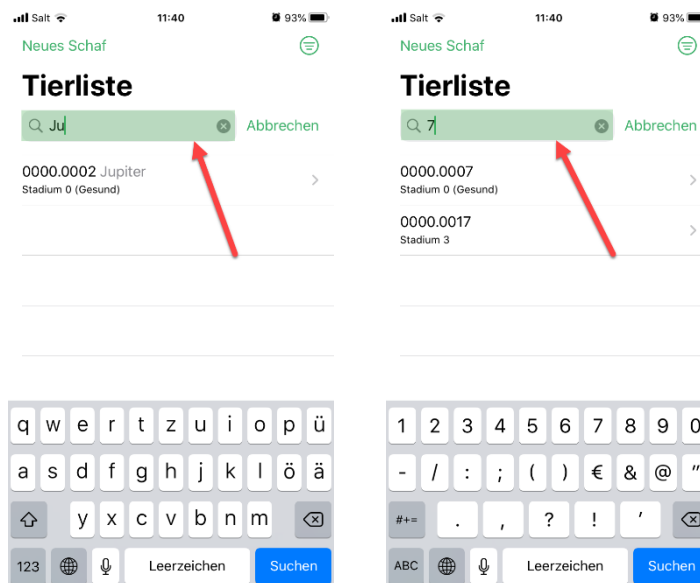 Salt 11:40 93%
Neues Schaf
Tierliste
Ju Abbrechen
0000.0002 Jupiter
Stadium 0 (Gesund)
q w e r t z u i o p ü
a s d f g h j k l ö ä
y x c v b n m
123 Leerzeichen Suchen
Salt 11:40 93%
Neues Schaf
Tierliste
7 Abbrechen
0000.0007
Stadium 0 (Gesund)
0000.0017
Stadium 3
1 2 3 4 5 6 7 8 9 0
- / : ; ( ) € & @ "
#+= . , ? ! ’
ABC Leerzeichen Suchen